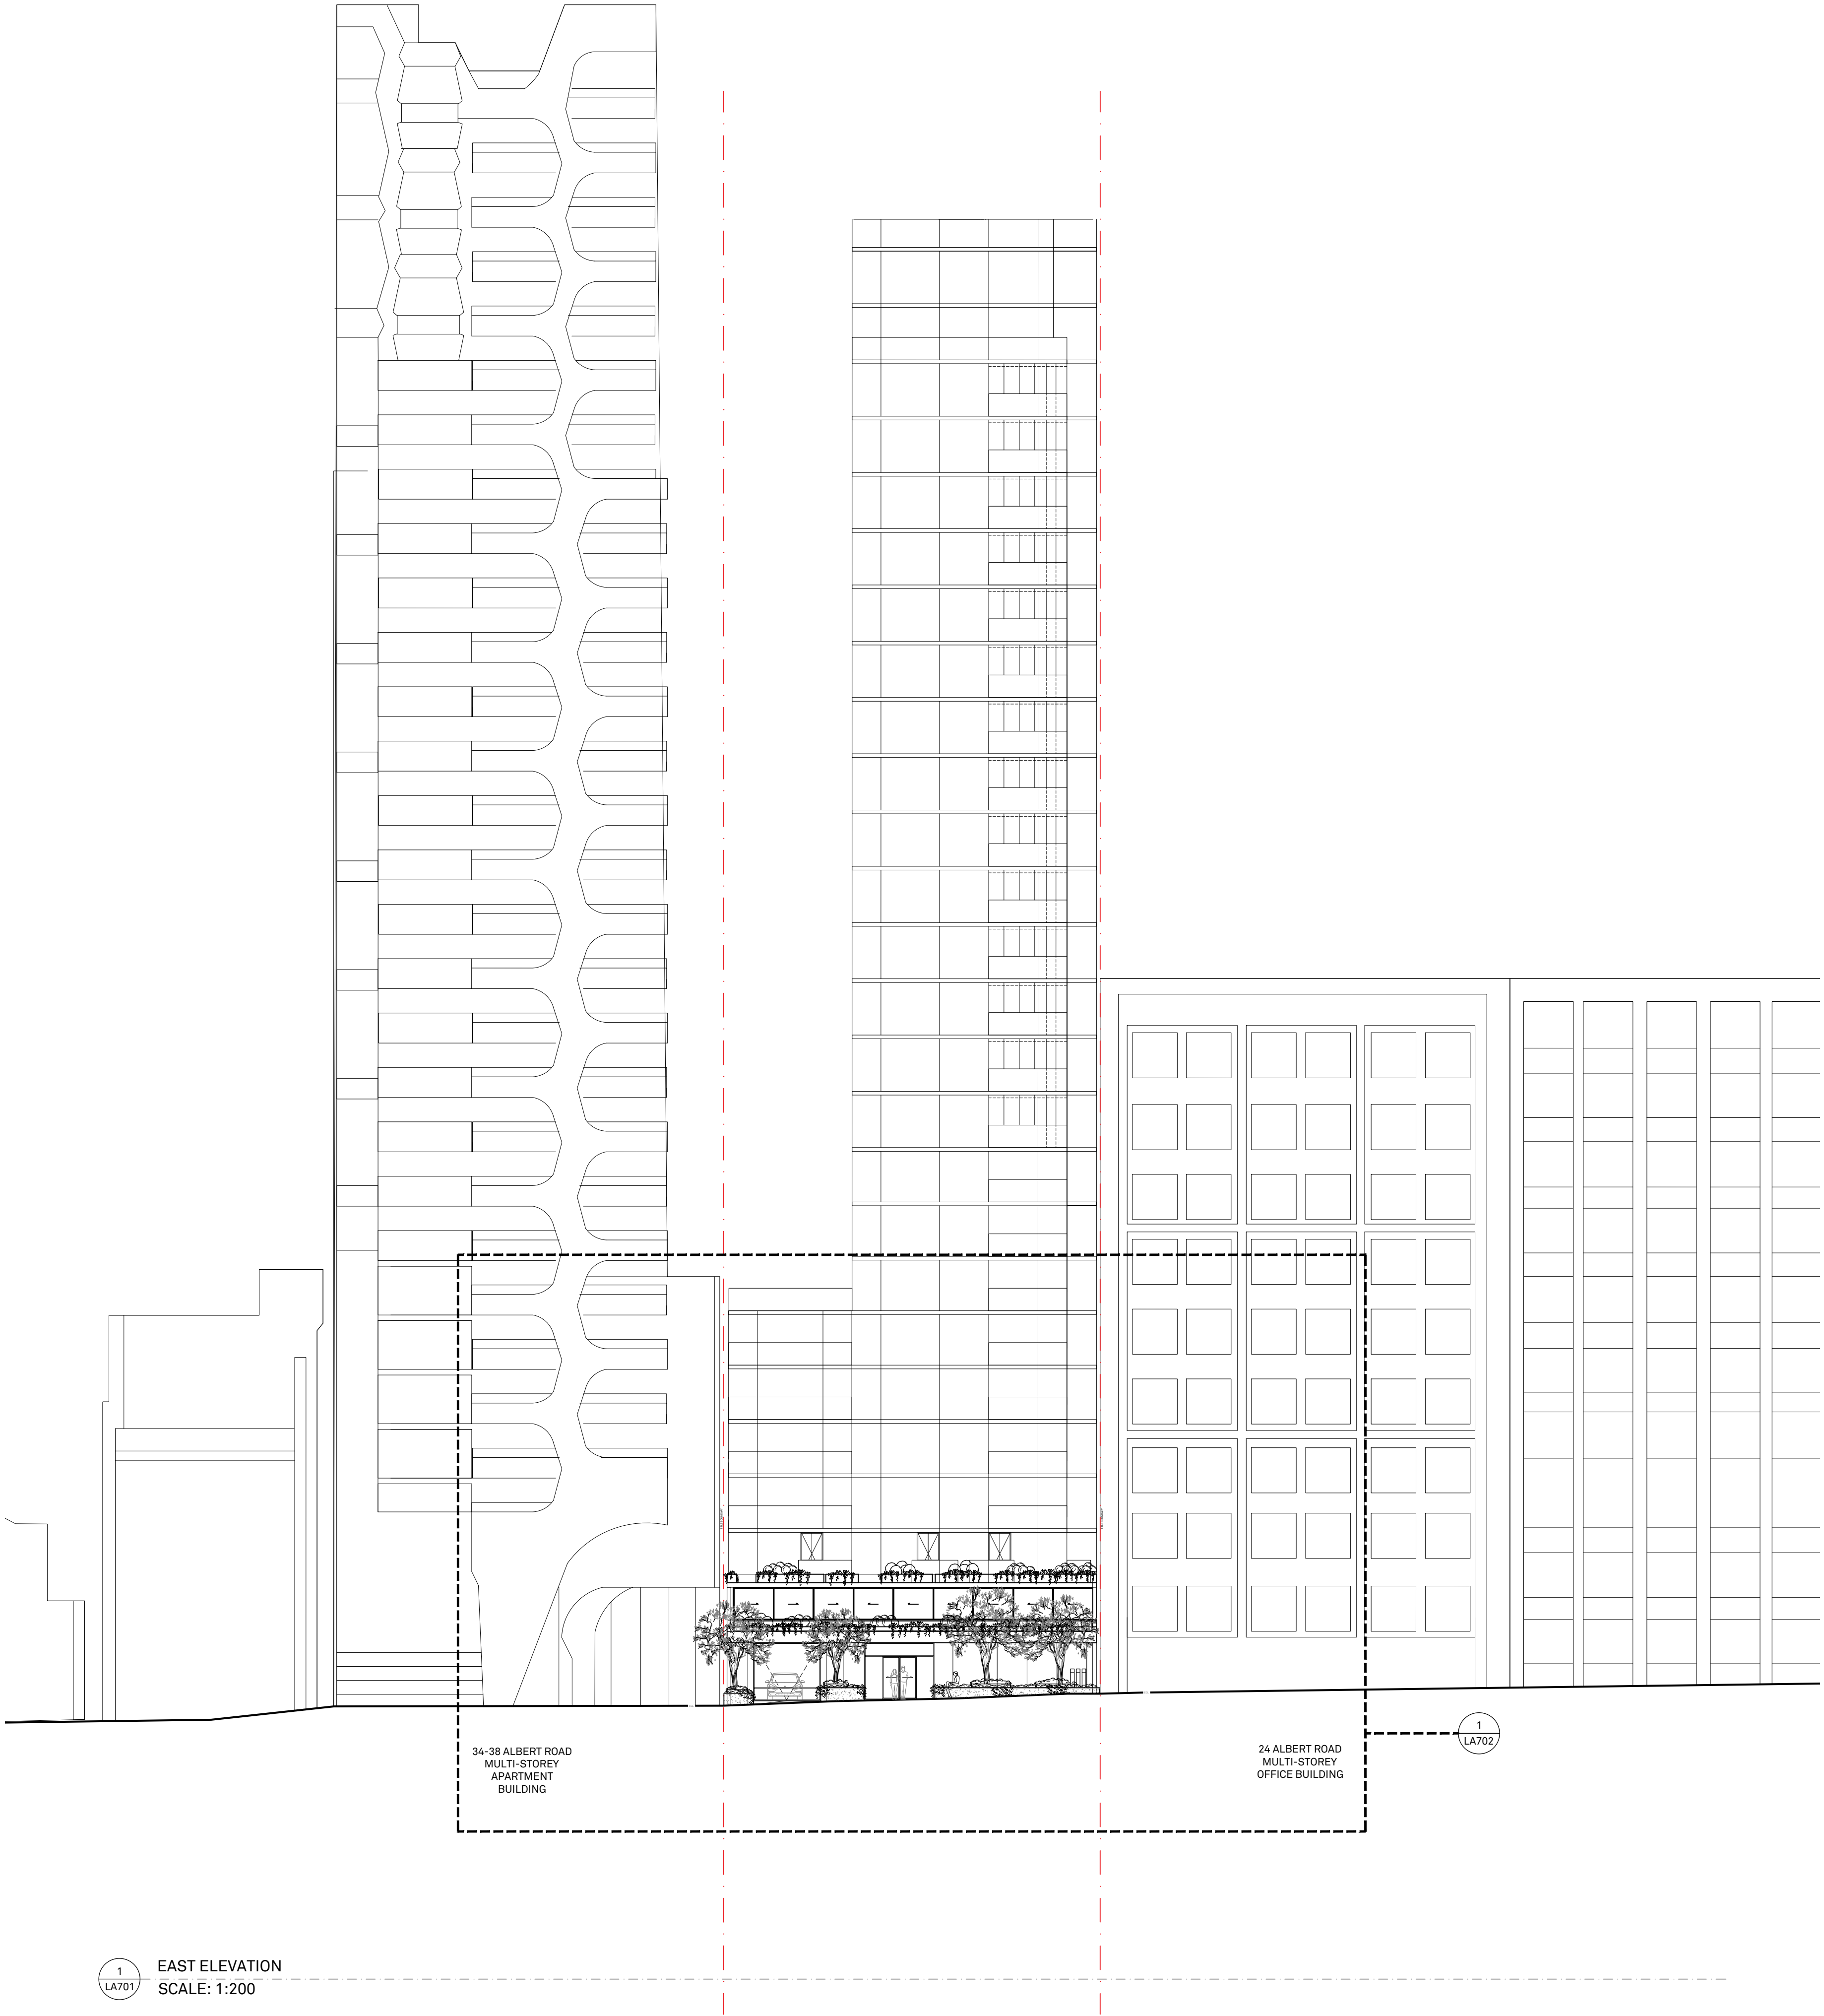 34-38 ALBERT ROAD
MULTI-STOREY
APARTMENT
BUILDING
24 ALBERT ROAD
MULTI-STOREY
OFFICE BUILDING
1
LA702
1
LA701
EAST ELEVATION
SCALE: 1:200